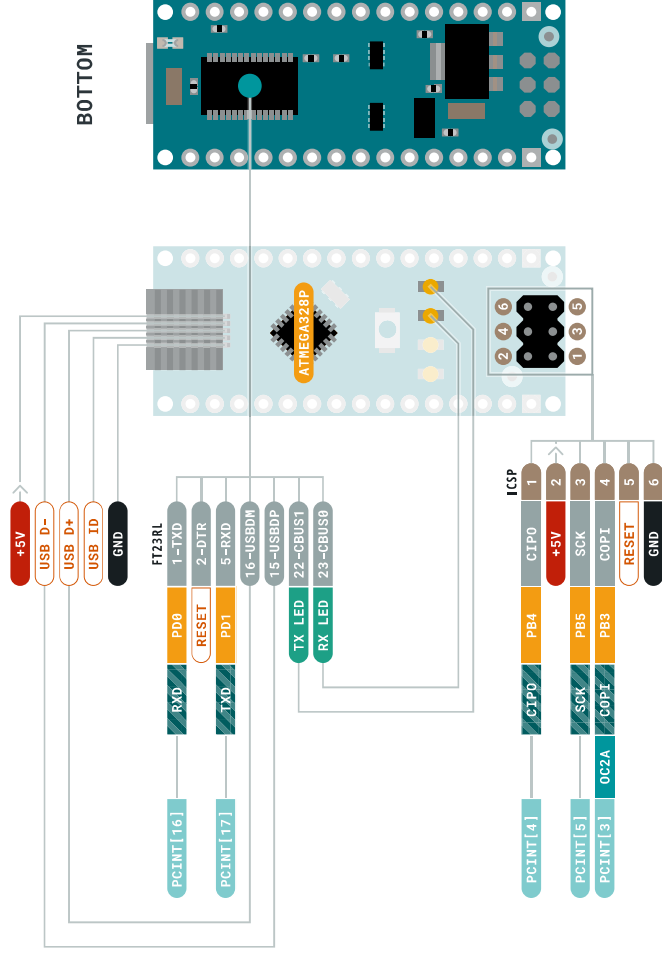 BOTTOM
ATMEGA328P
6 5
4 3
2 1
+5V
USB D-
USB D+
USB ID
GND
FT23RL
1-TXD PD0 RXD PCINT[16]
2-DTR RESET
5-RXD PD1 TXD PCINT[17]
16-USBDM
15-USBDP
22-CBUS1 TX LED
23-CBUS0 RX LED
ICSP
1 CIPO PB4 CIPO PCINT[4]
2 +5V
3 SCK PB5 SCK PCINT[5]
4 COPI PB3 COPI OC2A PCINT[3]
5 RESET
6 GND